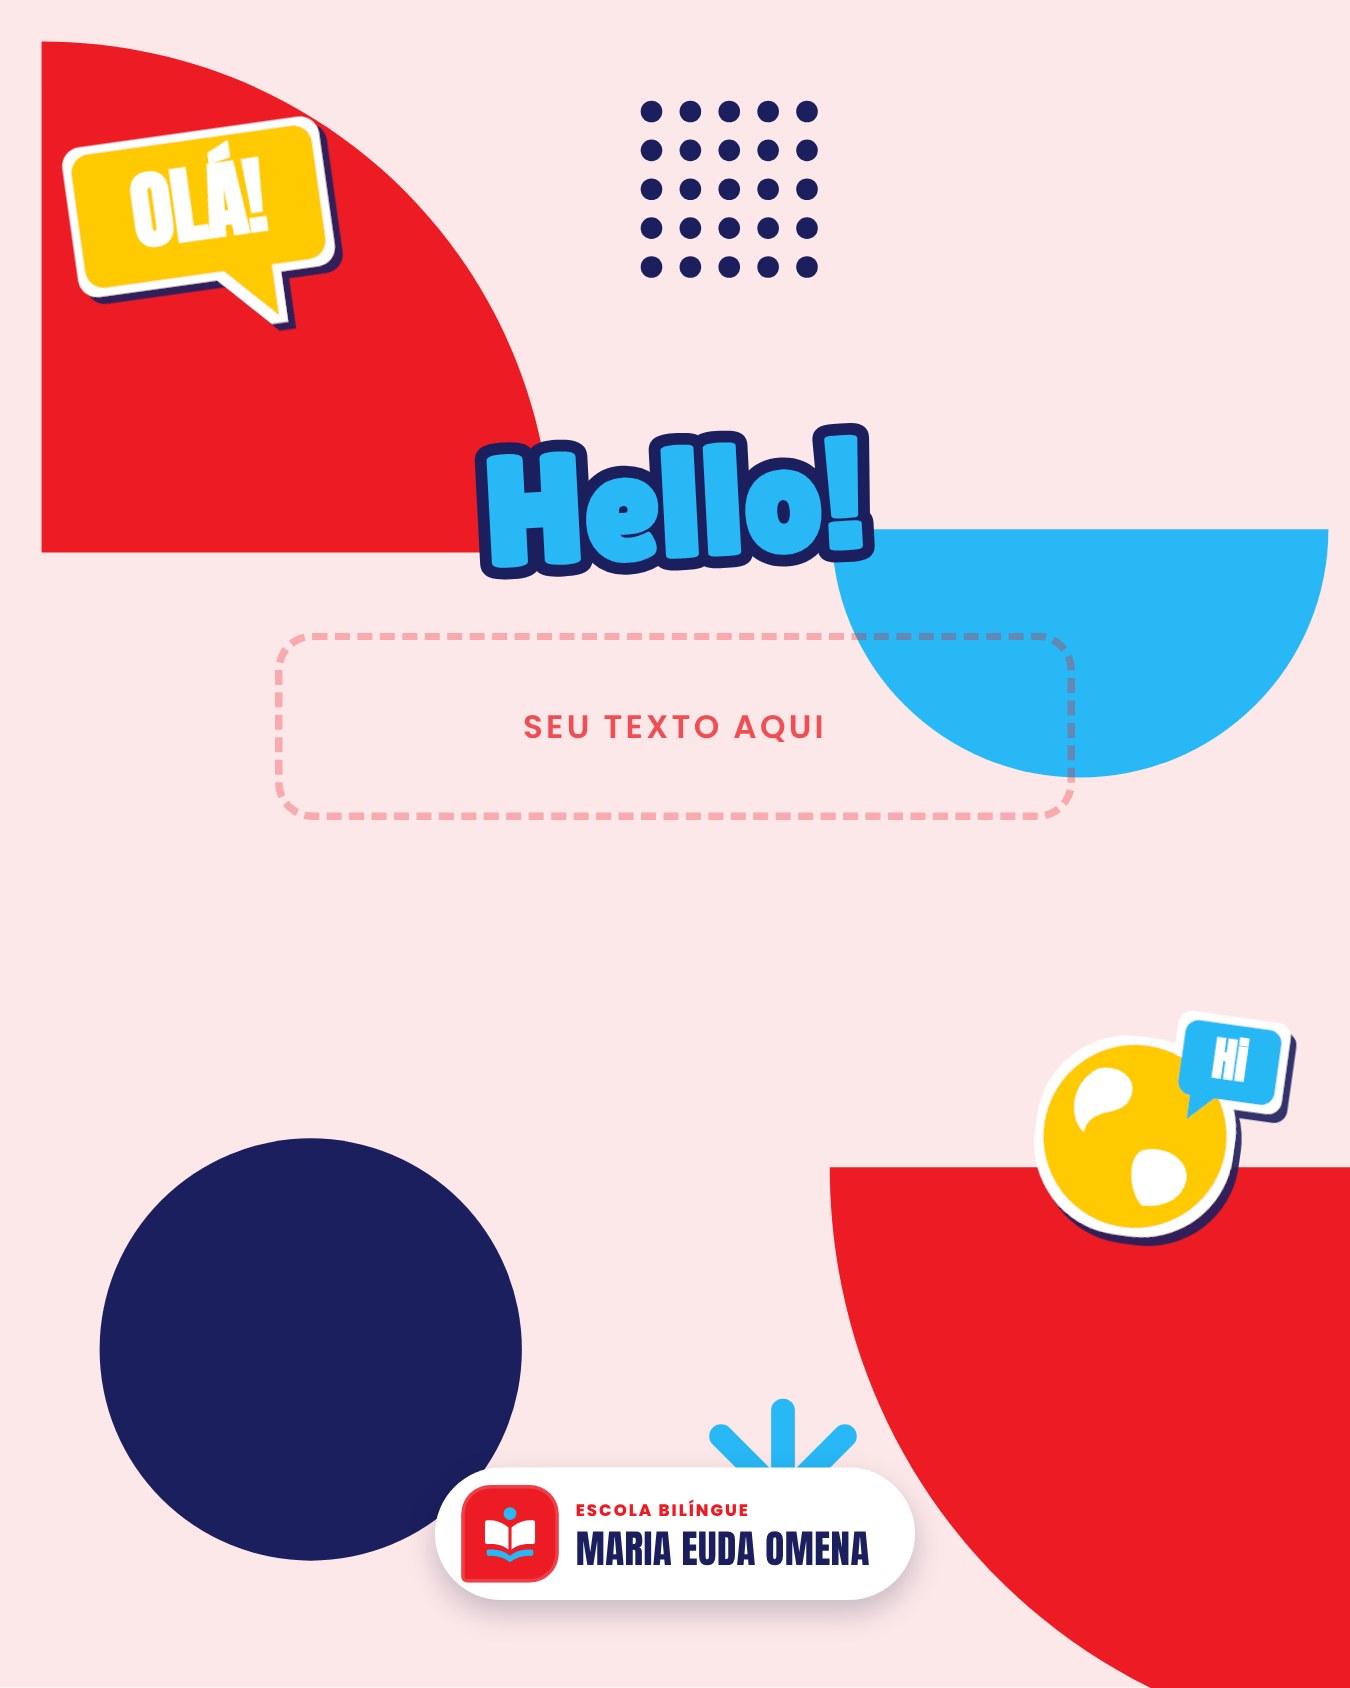 OLÁ!
Hello!
SEU TEXTO AQUI
Hi
ESCOLA BILÍNGUE
MARIA EUDA OMENA